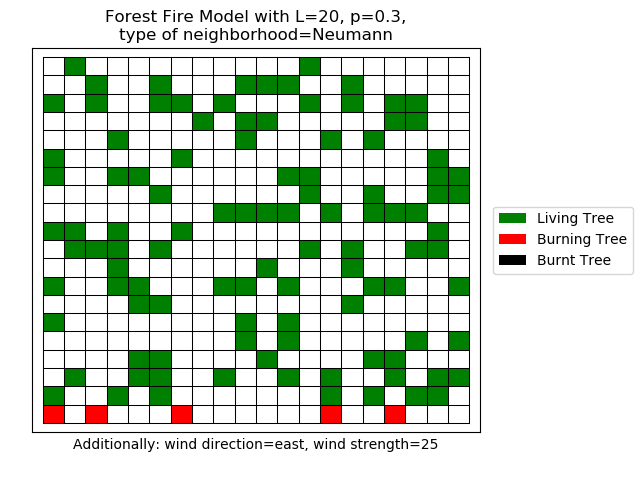 Forest Fire Model with L=20, p=0.3,
type of neighborhood=Neumann
Living Tree
Burning Tree
Burnt Tree
Additionally: wind direction=east, wind strength=25